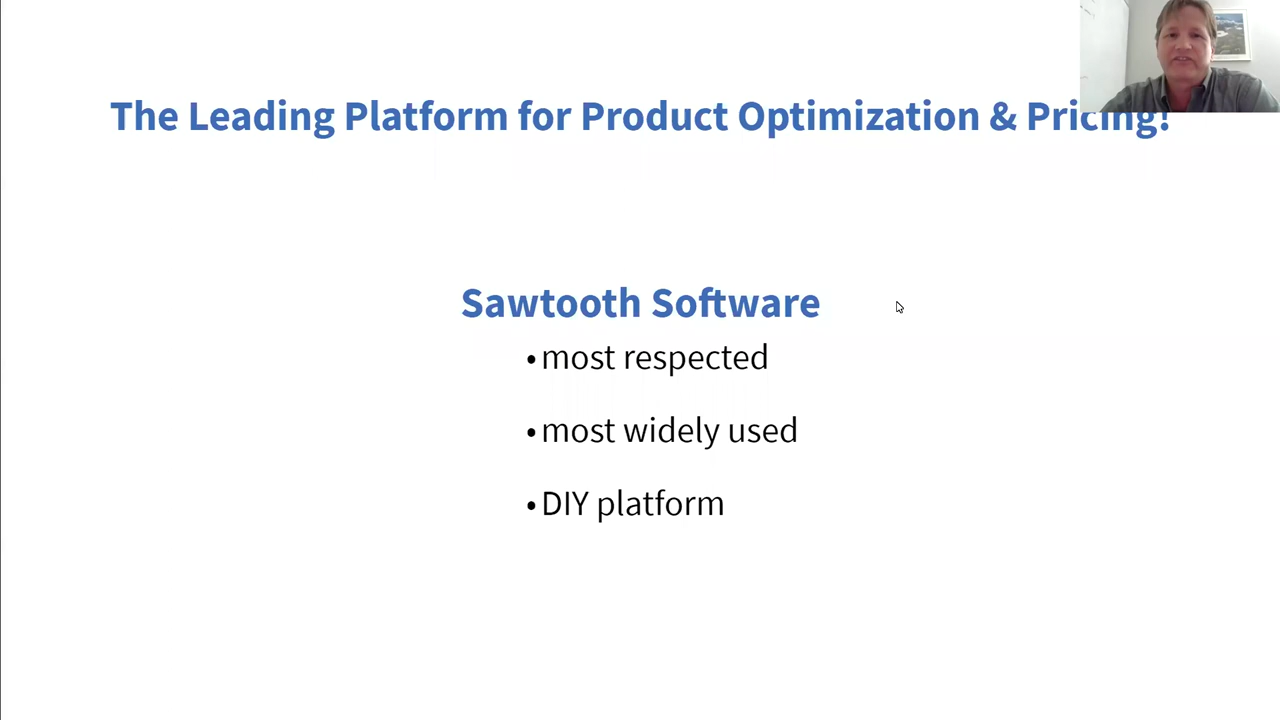 The Leading Platform for Product Optimization & Pricing!
Sawtooth Software
•most respected
•most widely used
•DIY platform